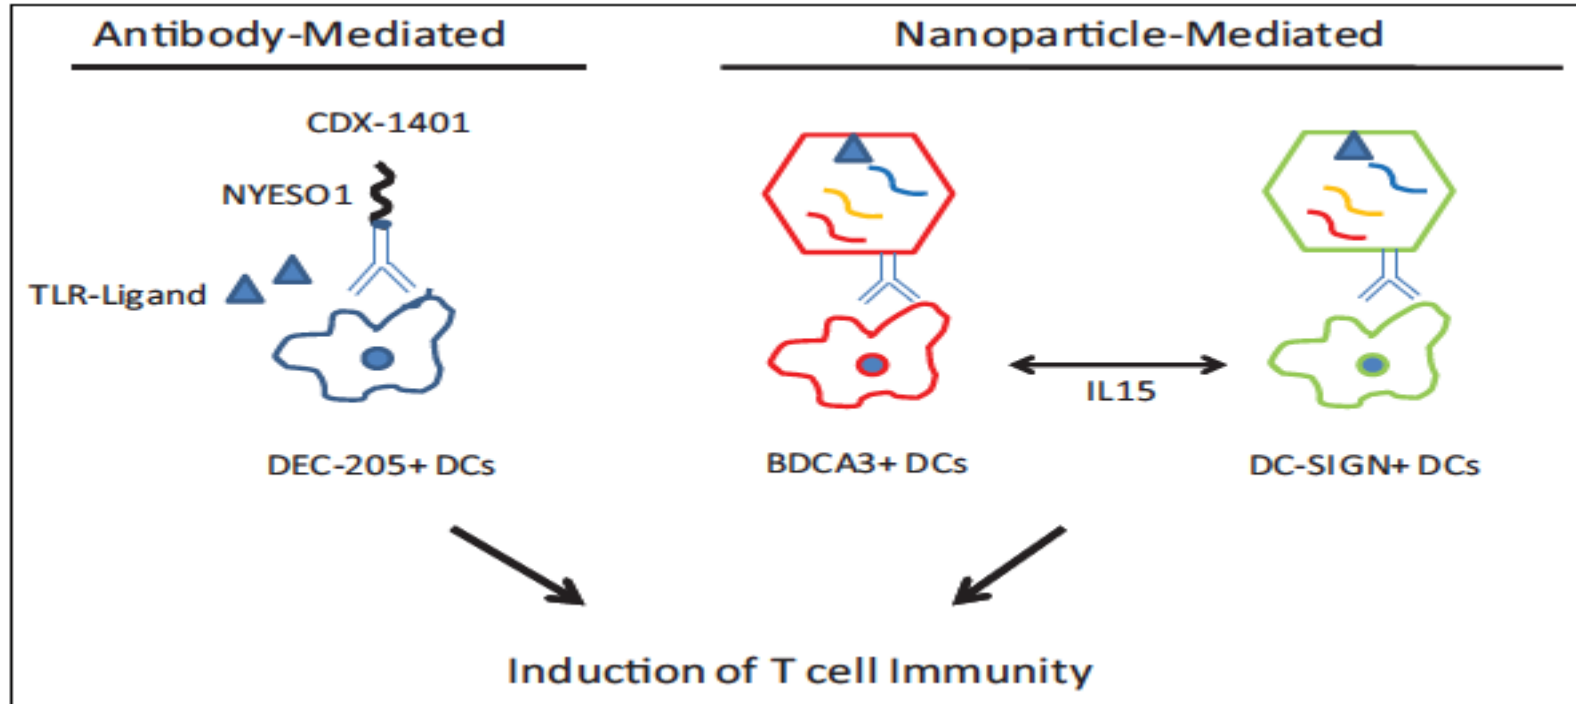 Antibody-Mediated
Nanoparticle-Mediated
CDX-1401
NYESO1
TLR-Ligand
IL15
DEC-205+ DCs
BDCA3+ DCs
DC-SIGN+ DCs
Induction of T cell Immunity